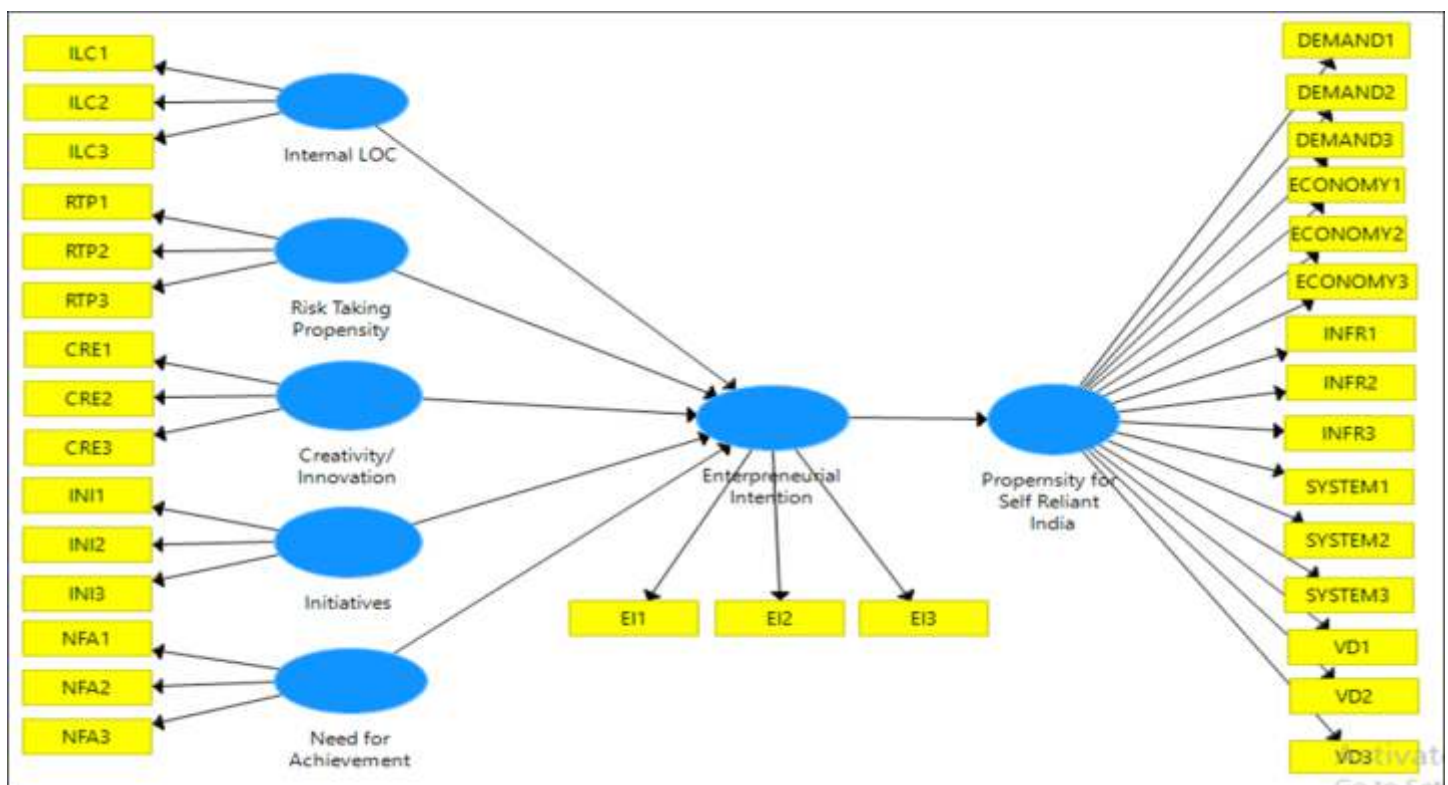 ILC1
ILC2
ILC3
Internal LOC
RTP1
RTP2
RTP3
Risk Taking
Propensity
CRE1
CRE2
CRE3
Creativity/
Innovation
INI1
INI2
INI3
Initiatives
NFA1
NFA2
NFA3
Need for
Achievement
Enterpreneurial
Intention
EI1
EI2
EI3
Propernsity for
Self Reliant
India
DEMAND1
DEMAND2
DEMAND3
ECONOMY1
ECONOMY2
ECONOMY3
INFR1
INFR2
INFR3
SYSTEM1
SYSTEM2
SYSTEM3
VD1
VD2
VD3